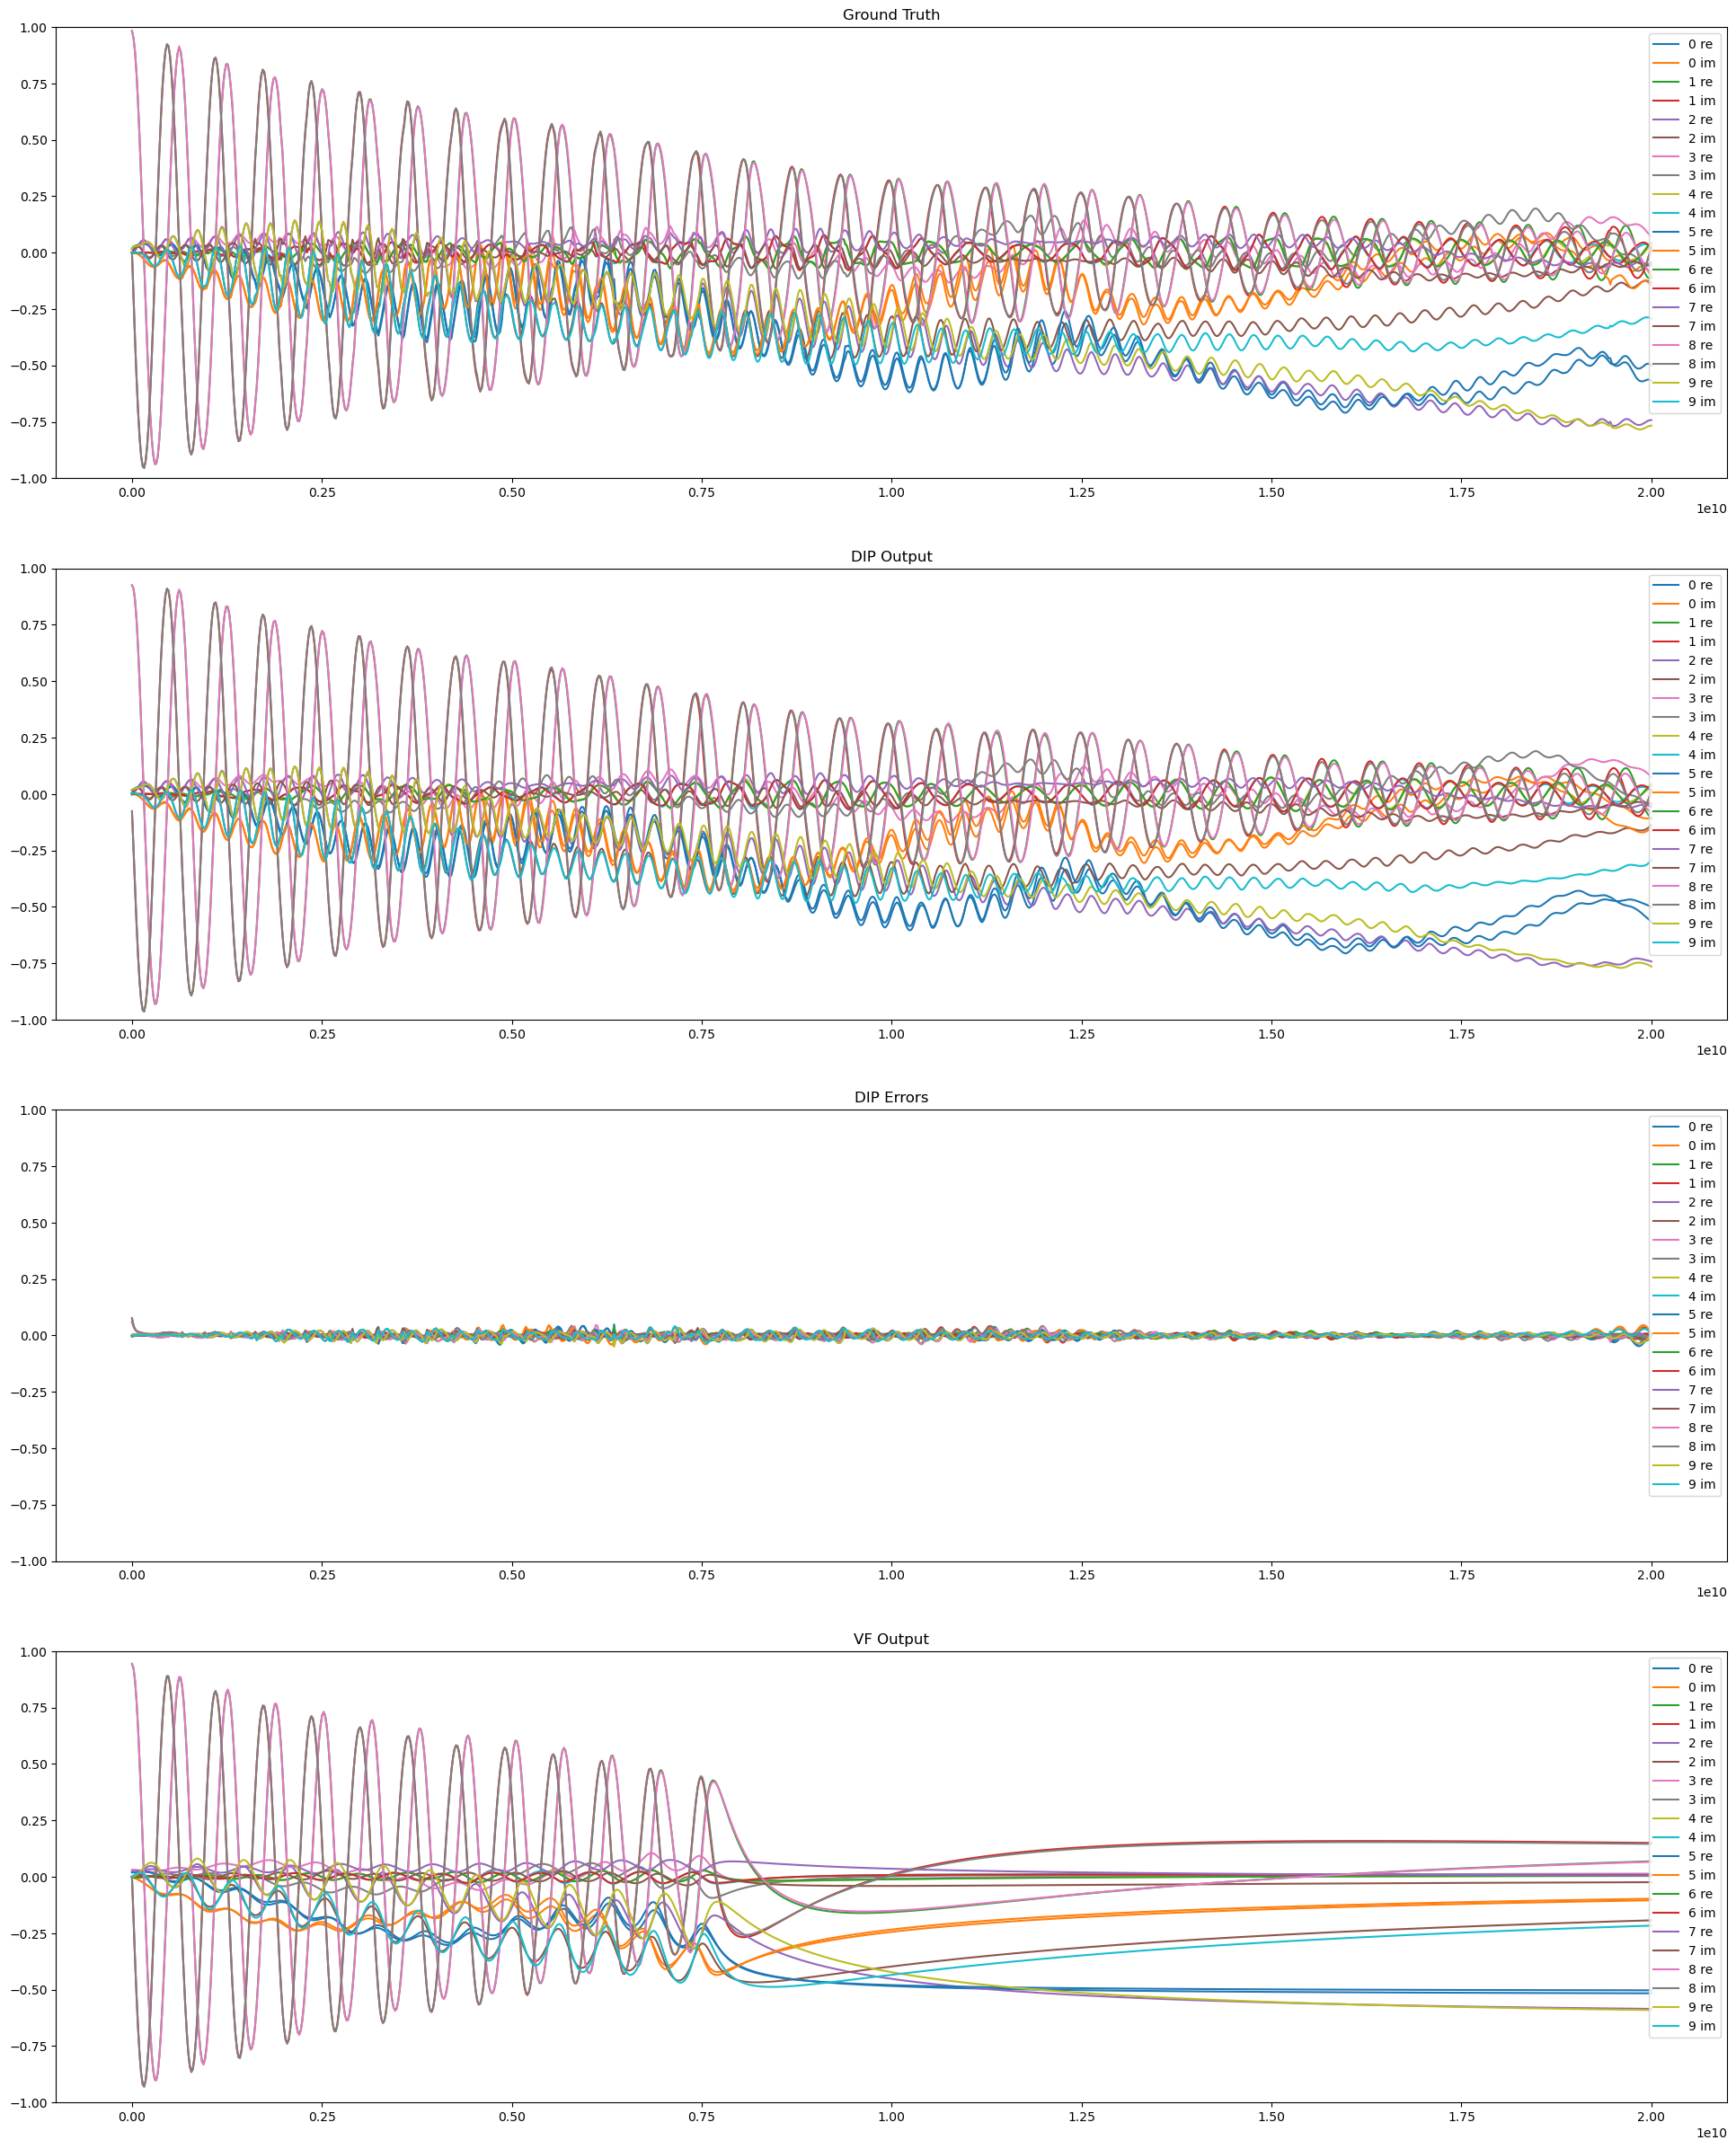 Ground Truth
1.00
0.75
0.50
0.25
0.00
−0.25
−0.50
−0.75
−1.00
0.00 0.25 0.50 0.75 1.00 1.25 1.50 1.75 2.00
1e10
0 re
0 im
1 re
1 im
2 re
2 im
3 re
3 im
4 re
4 im
5 re
5 im
6 re
6 im
7 re
7 im
8 re
8 im
9 re
9 im
DIP Output
1.00
0.75
0.50
0.25
0.00
−0.25
−0.50
−0.75
−1.00
0.00 0.25 0.50 0.75 1.00 1.25 1.50 1.75 2.00
1e10
0 re
0 im
1 re
1 im
2 re
2 im
3 re
3 im
4 re
4 im
5 re
5 im
6 re
6 im
7 re
7 im
8 re
8 im
9 re
9 im
DIP Errors
1.00
0.75
0.50
0.25
0.00
−0.25
−0.50
−0.75
−1.00
0.00 0.25 0.50 0.75 1.00 1.25 1.50 1.75 2.00
1e10
0 re
0 im
1 re
1 im
2 re
2 im
3 re
3 im
4 re
4 im
5 re
5 im
6 re
6 im
7 re
7 im
8 re
8 im
9 re
9 im
VF Output
1.00
0.75
0.50
0.25
0.00
−0.25
−0.50
−0.75
−1.00
0.00 0.25 0.50 0.75 1.00 1.25 1.50 1.75 2.00
1e10
0 re
0 im
1 re
1 im
2 re
2 im
3 re
3 im
4 re
4 im
5 re
5 im
6 re
6 im
7 re
7 im
8 re
8 im
9 re
9 im